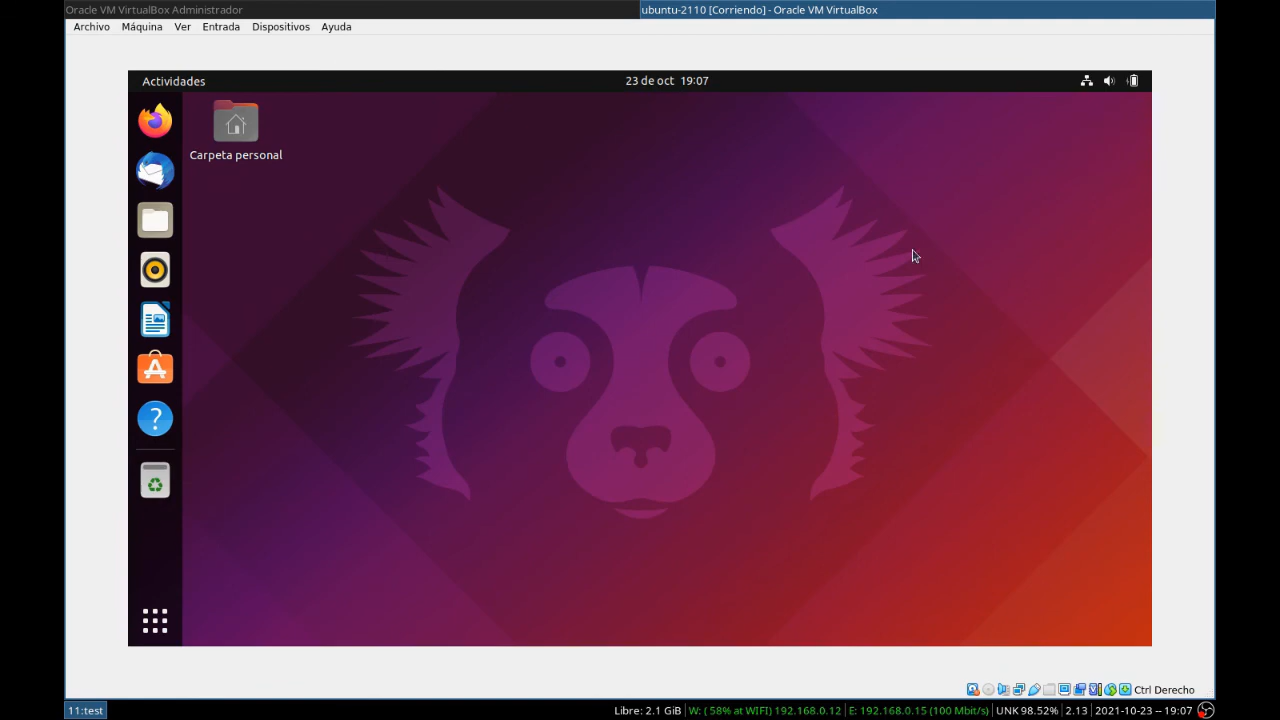 Oracle VM VirtualBox Administrador
ubuntu-2110 [Corriendo] - Oracle VM VirtualBox
Archivo Máquina Ver Entrada Dispositivos Ayuda
Actividades 23 de oct 19:07
Carpeta personal
Ctrl Derecho
11:test Libre: 2.1 GiB W: ( 58% at WIFI) 192.168.0.12 E: 192.168.0.15 (100 Mbit/s) UNK 98.52% 2.13 2021-10-23 -- 19:07